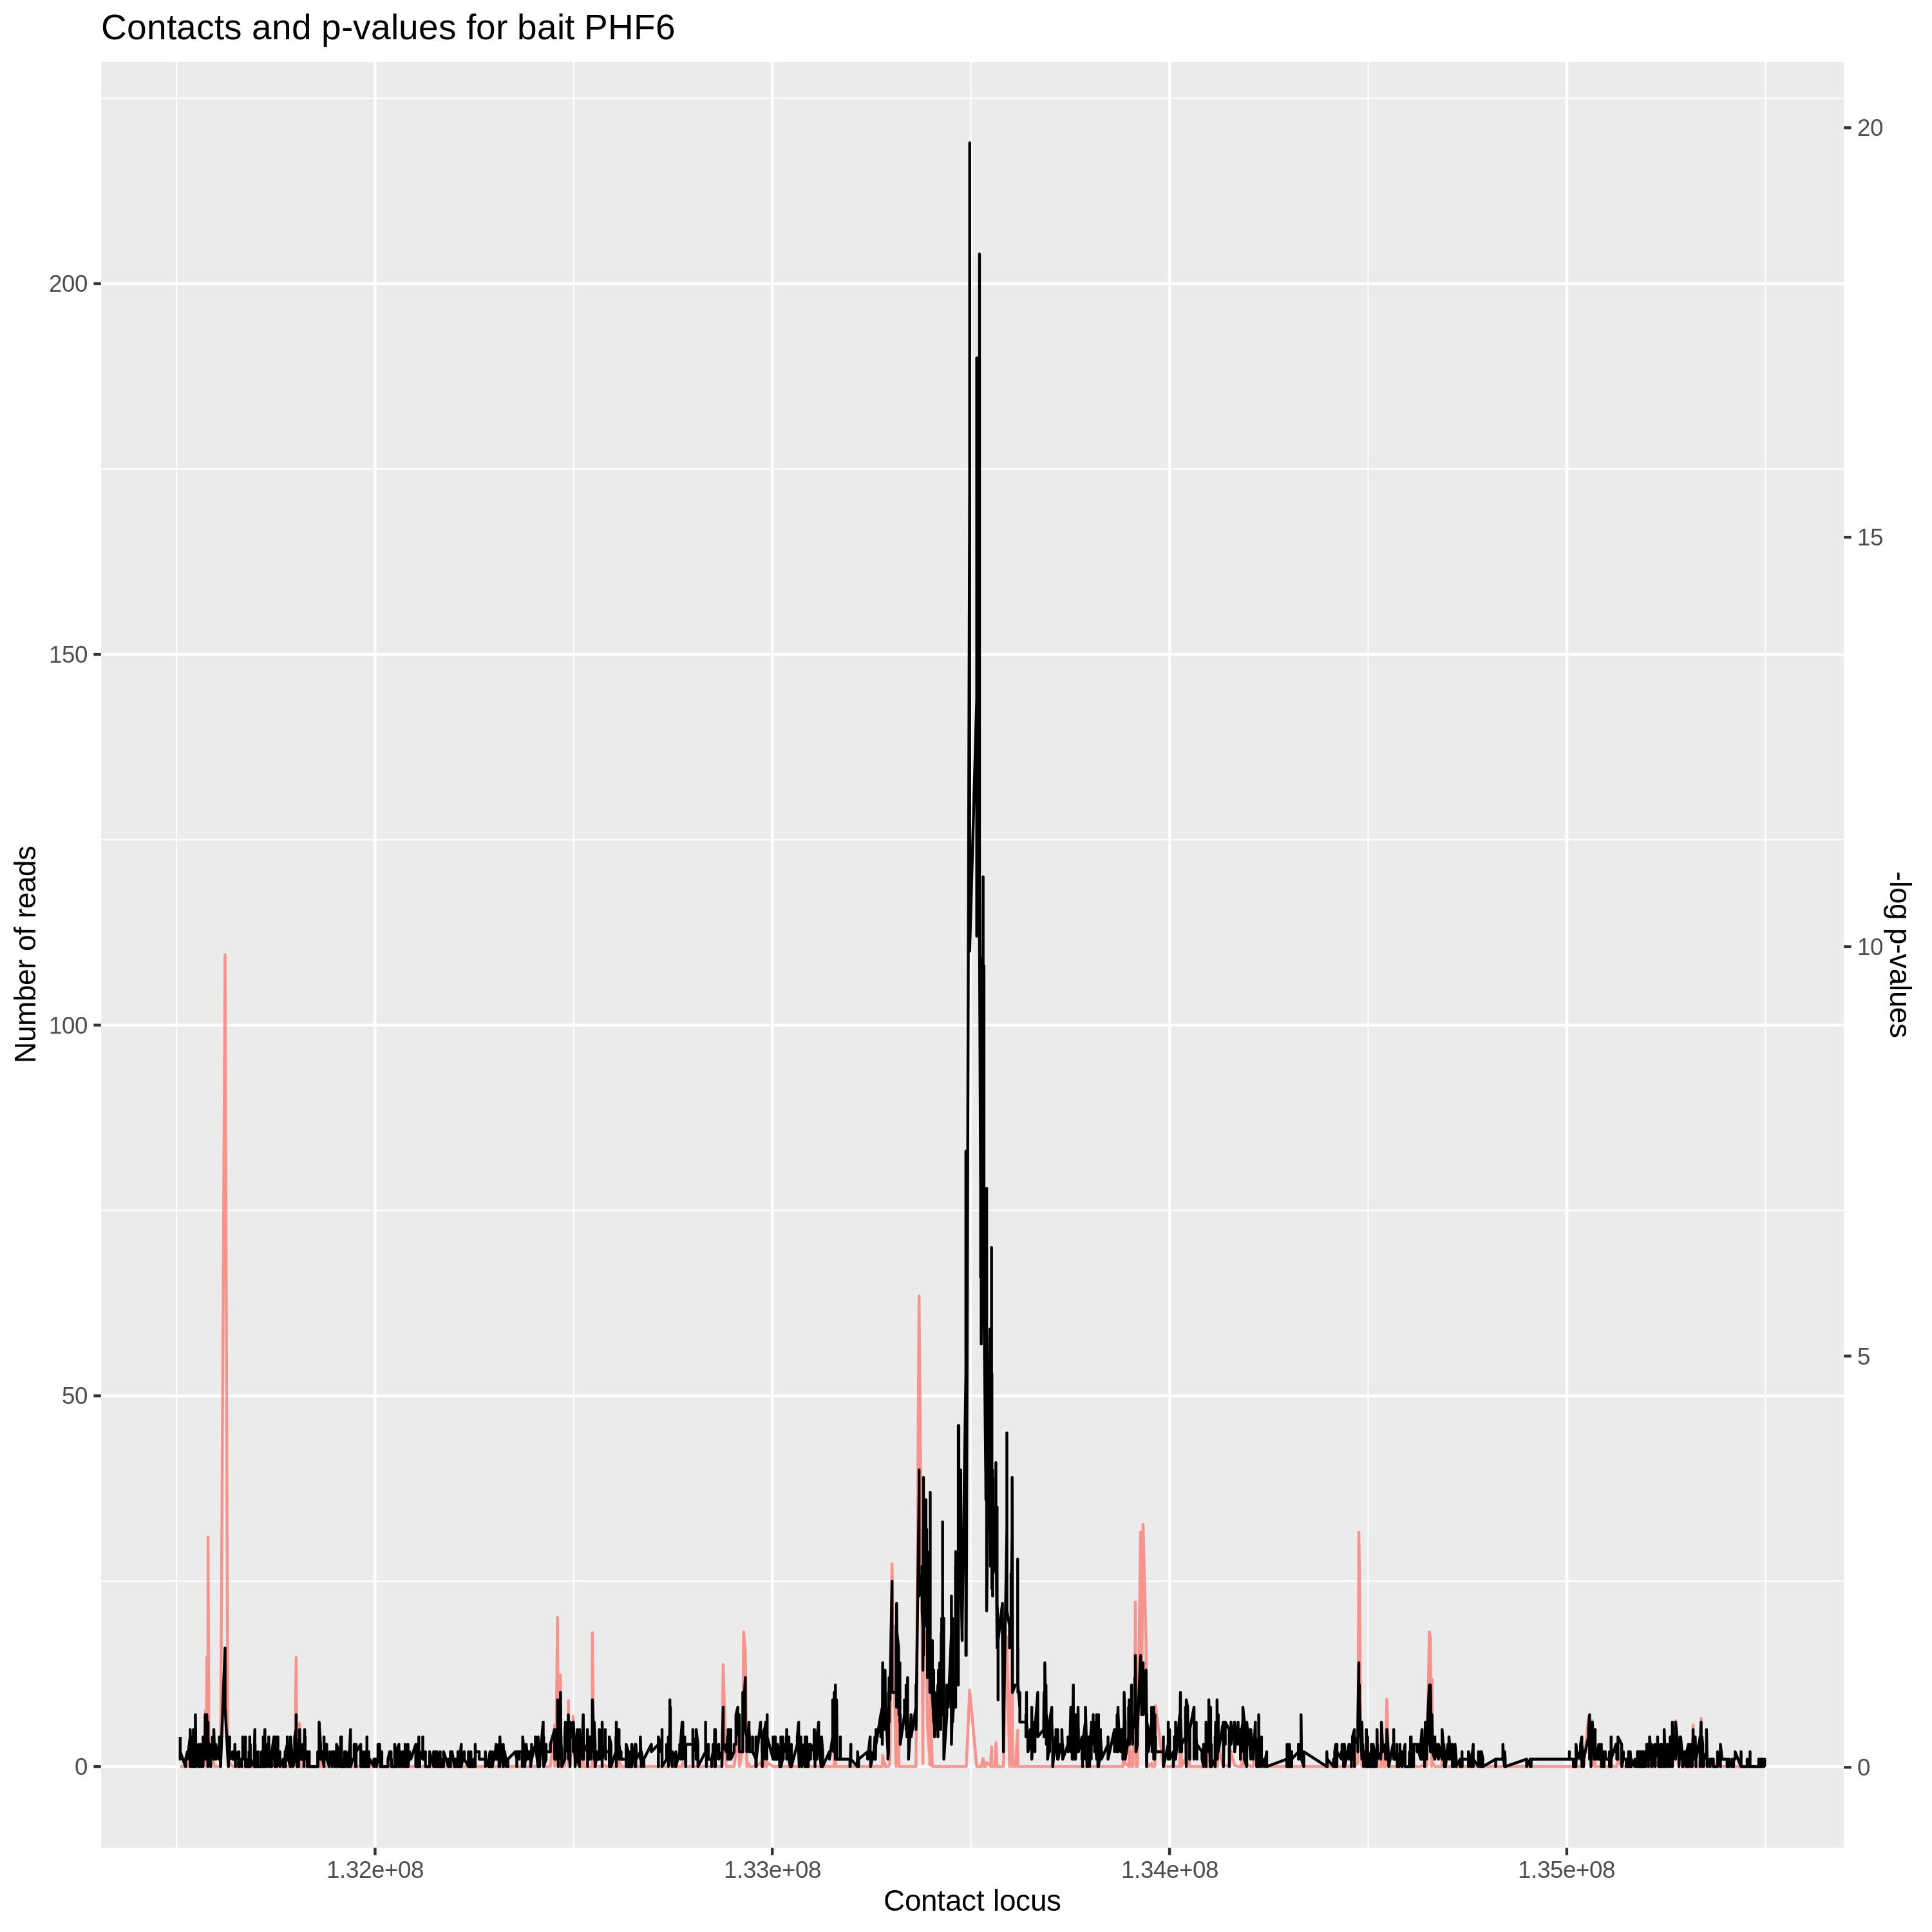 Contacts and p-values for bait PHF6
200
150
100
50
0
Number of reads
20
15
10
5
0
-log p-values
1.32e+08
1.33e+08
1.34e+08
1.35e+08
Contact locus